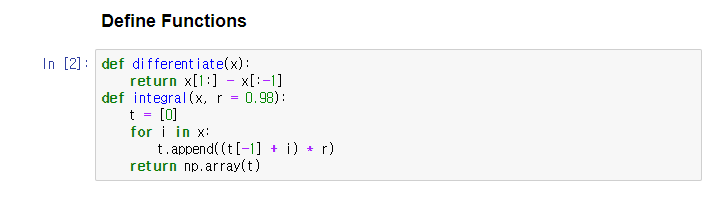 Define Functions
In [2]: def differentiate(x):
    return x[1:] - x[:-1]
def integral(x, r = 0.98):
    t = [0]
    for i in x:
        t.append((t[-1] + i) * r)
    return np.array(t)